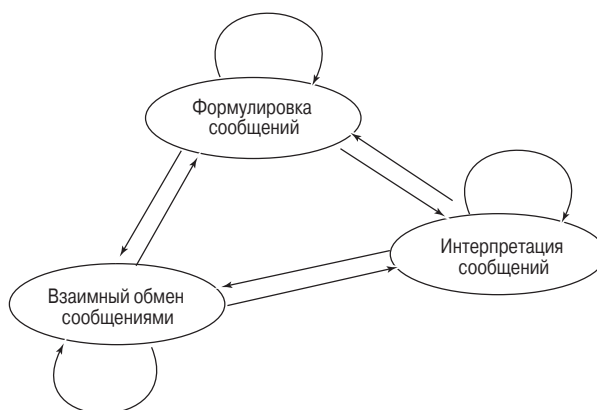 Формулировка
сообщений
Интерпретация
сообщений
Взаимный обмен
сообщениями